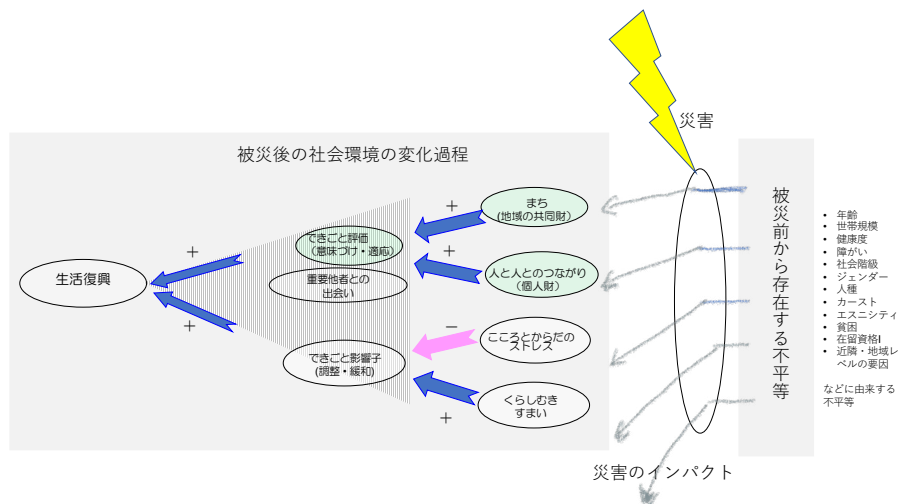 災害
被災後の社会環境の変化過程
被災前から存在する不平等
まち
(地域の共同財)
+
できごと評価
(意味づけ・適応)
+
+
重要他者との
出会い
人と人とのつながり
(個人財)
生活復興
+
−
こころとからだの
ストレス
できごと影響子
(調整・緩和)
くらしむき
すまい
+
災害のインパクト
• 年齢
• 世帯規模
• 健康度
• 障がい
• 社会階級
• ジェンダー
• 人種
• カースト
• エスニシティ
• 貧困
• 在留資格I
• 近隣・地域レ
ベルの要因
などに由来する
不平等